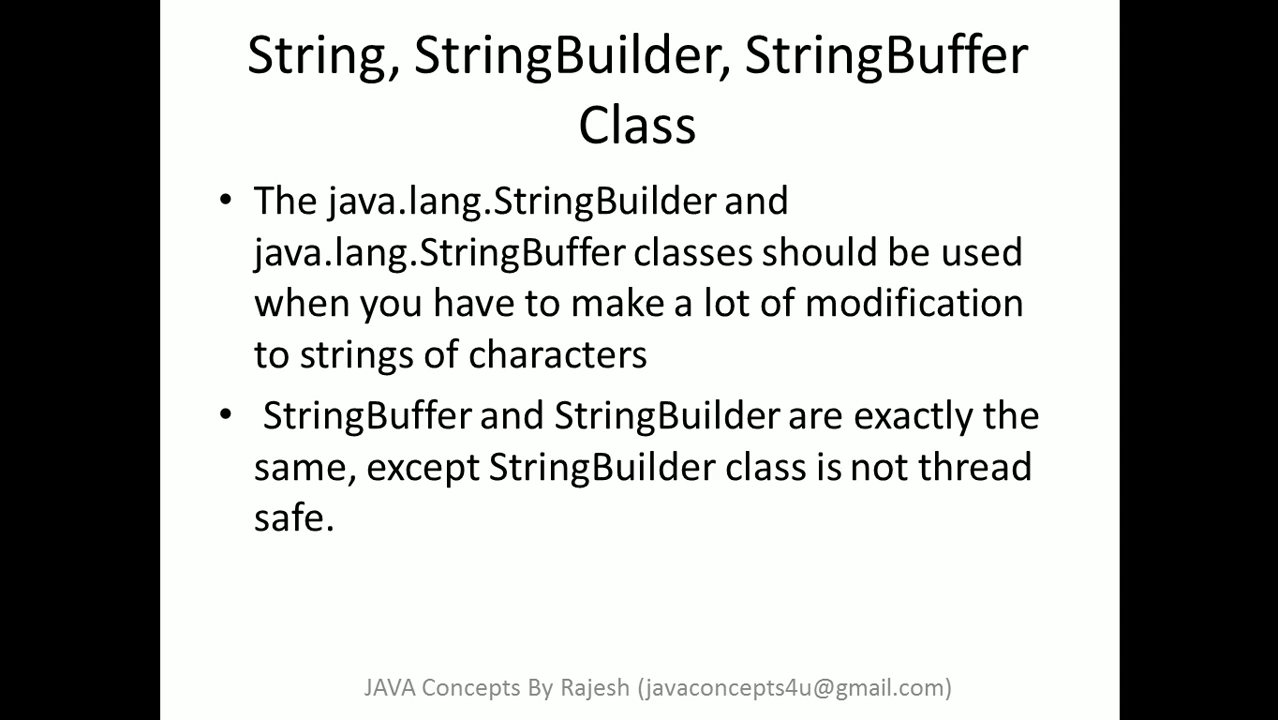 String, StringBuilder, StringBuffer
Class
• The java.lang.StringBuilder and
java.lang.StringBuffer classes should be used
when you have to make a lot of modification
to strings of characters
• StringBuffer and StringBuilder are exactly the
same, except StringBuilder class is not thread
safe.
JAVA Concepts By Rajesh (javaconcepts4u@gmail.com)